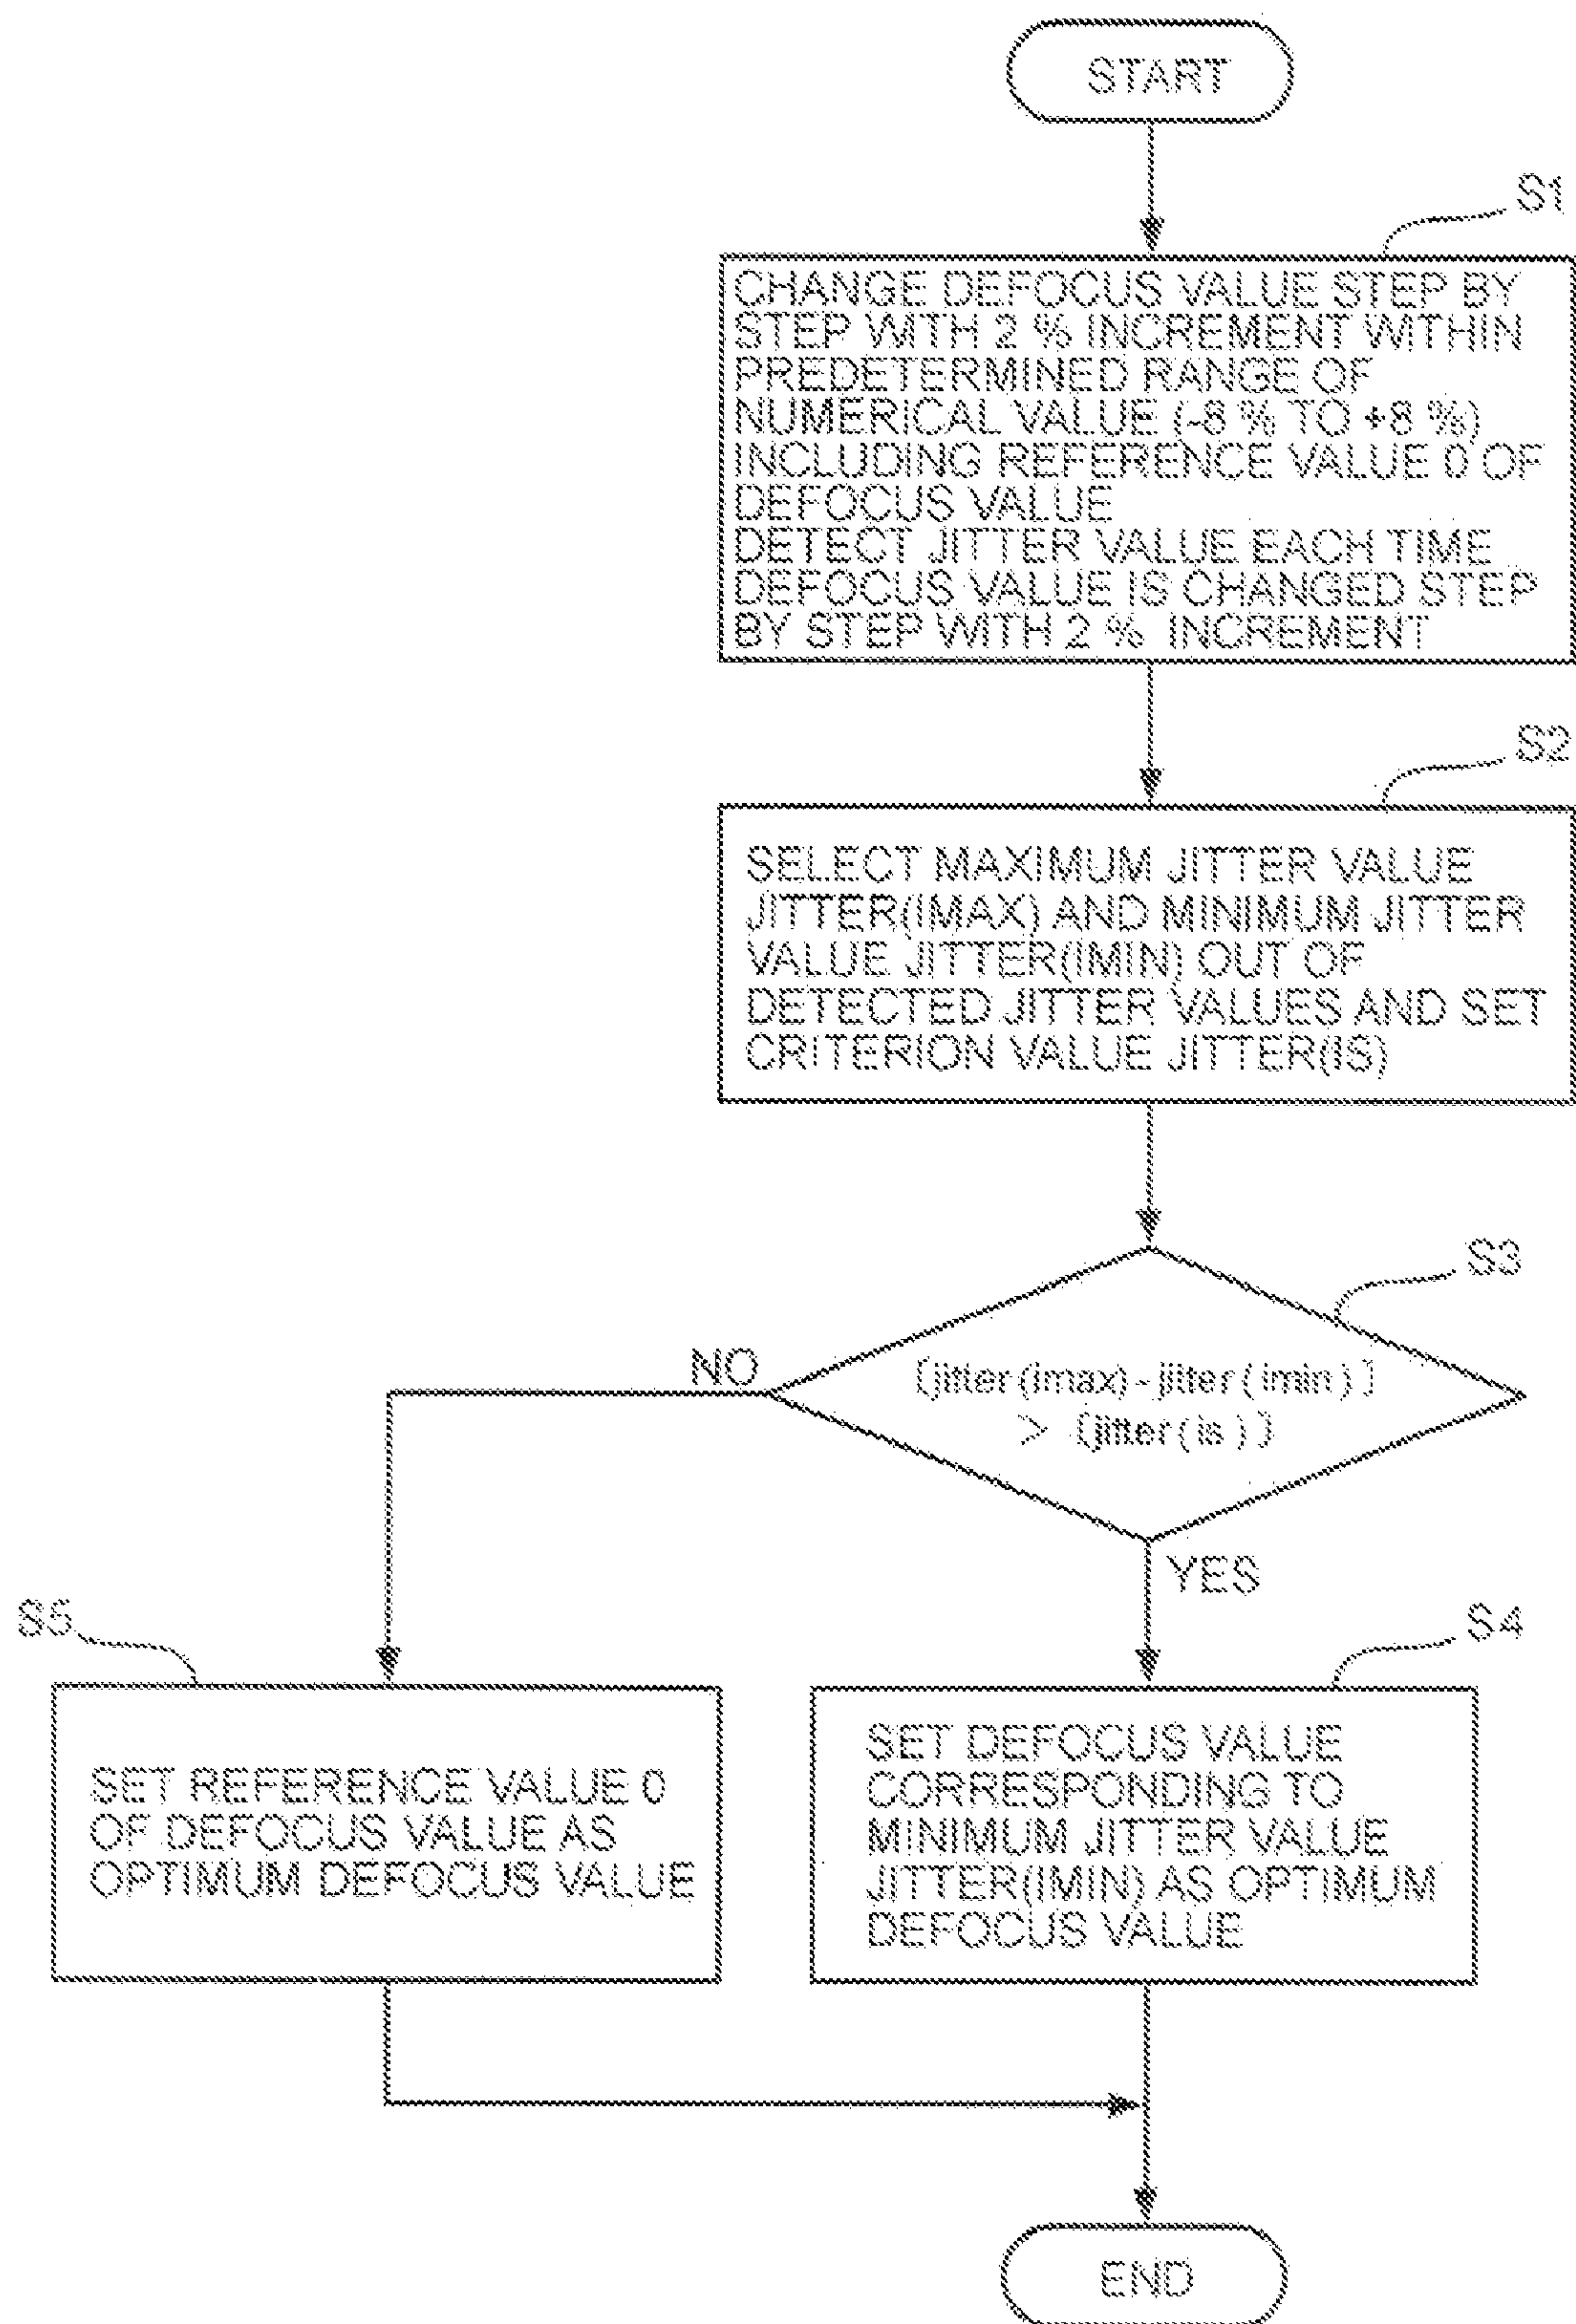 START
S1
CHANGE DEFOCUS VALUE STEP BY
STEP WITH 2 % INCREMENT WITHIN
PREDETERMINED RANGE OF
NUMERICAL VALUE (-8 % TO +8 %)
INCLUDING REFERENCE VALUE 0 OF
DEFOCUS VALUE
DETECT JITTER VALUE EACH TIME
DEFOCUS VALUE IS CHANGED STEP
BY STEP WITH 2 % INCREMENT
S2
SELECT MAXIMUM JITTER VALUE
JITTER(IMAX) AND MINIMUM JITTER
VALUE JITTER(IMIN) OUT OF
DETECTED JITTER VALUES AND SET
CRITERION VALUE JITTER(IS)
S3
[jitter(imax)-jitter(imin)]
> [jitter(is)]
NO
YES
S5
SET REFERENCE VALUE 0
OF DEFOCUS VALUE AS
OPTIMUM DEFOCUS VALUE
S4
SET DEFOCUS VALUE
CORRESPONDING TO
MINIMUM JITTER VALUE
JITTER(IMIN) AS OPTIMUM
DEFOCUS VALUE
END